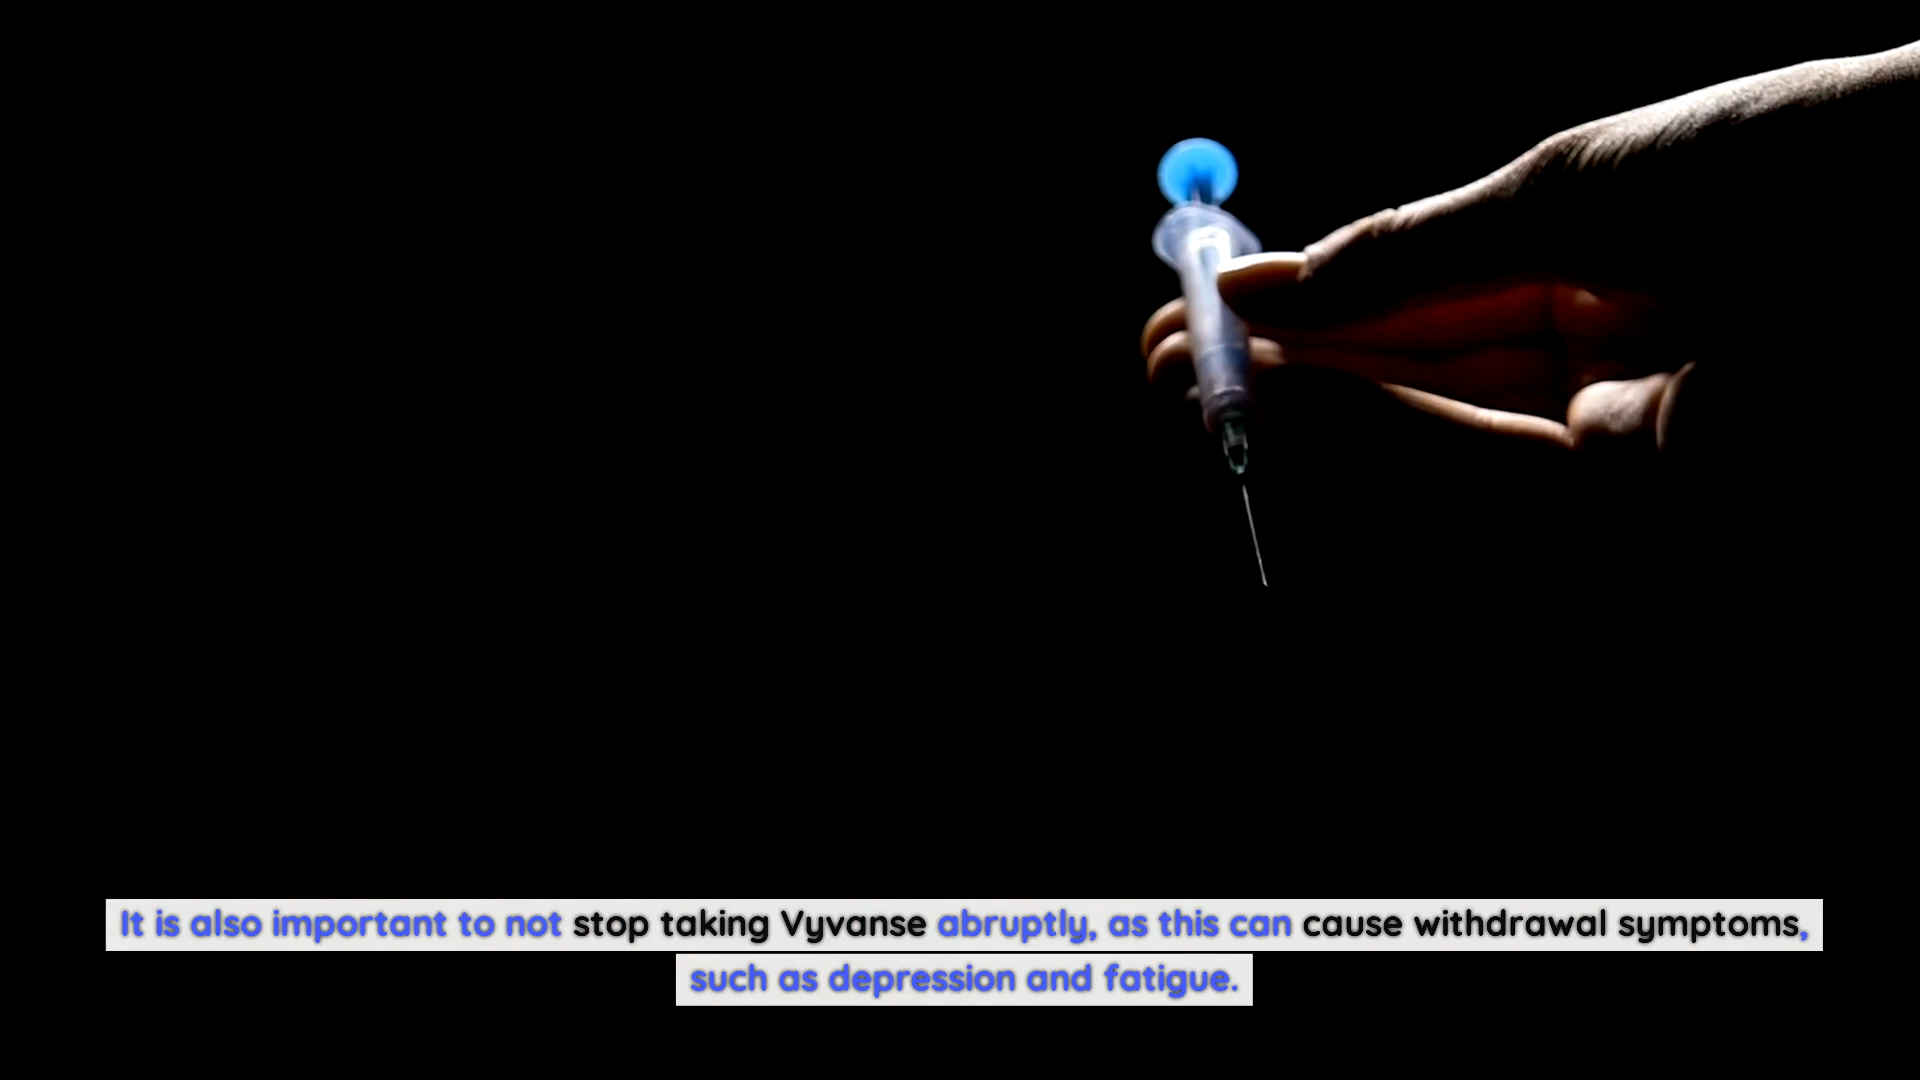 It is also important to not stop taking Vyvanse abruptly, as this can cause withdrawal symptoms,
such as depression and fatigue.